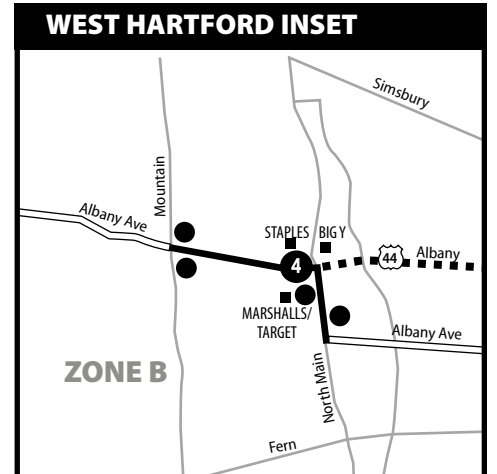 WEST HARTFORD INSET
Simsbury
Mountain
Albany Ave
STAPLES BIG Y
44
Albany
4
MARSHALLS/
TARGET
Albany Ave
ZONE B
North Main
Fern